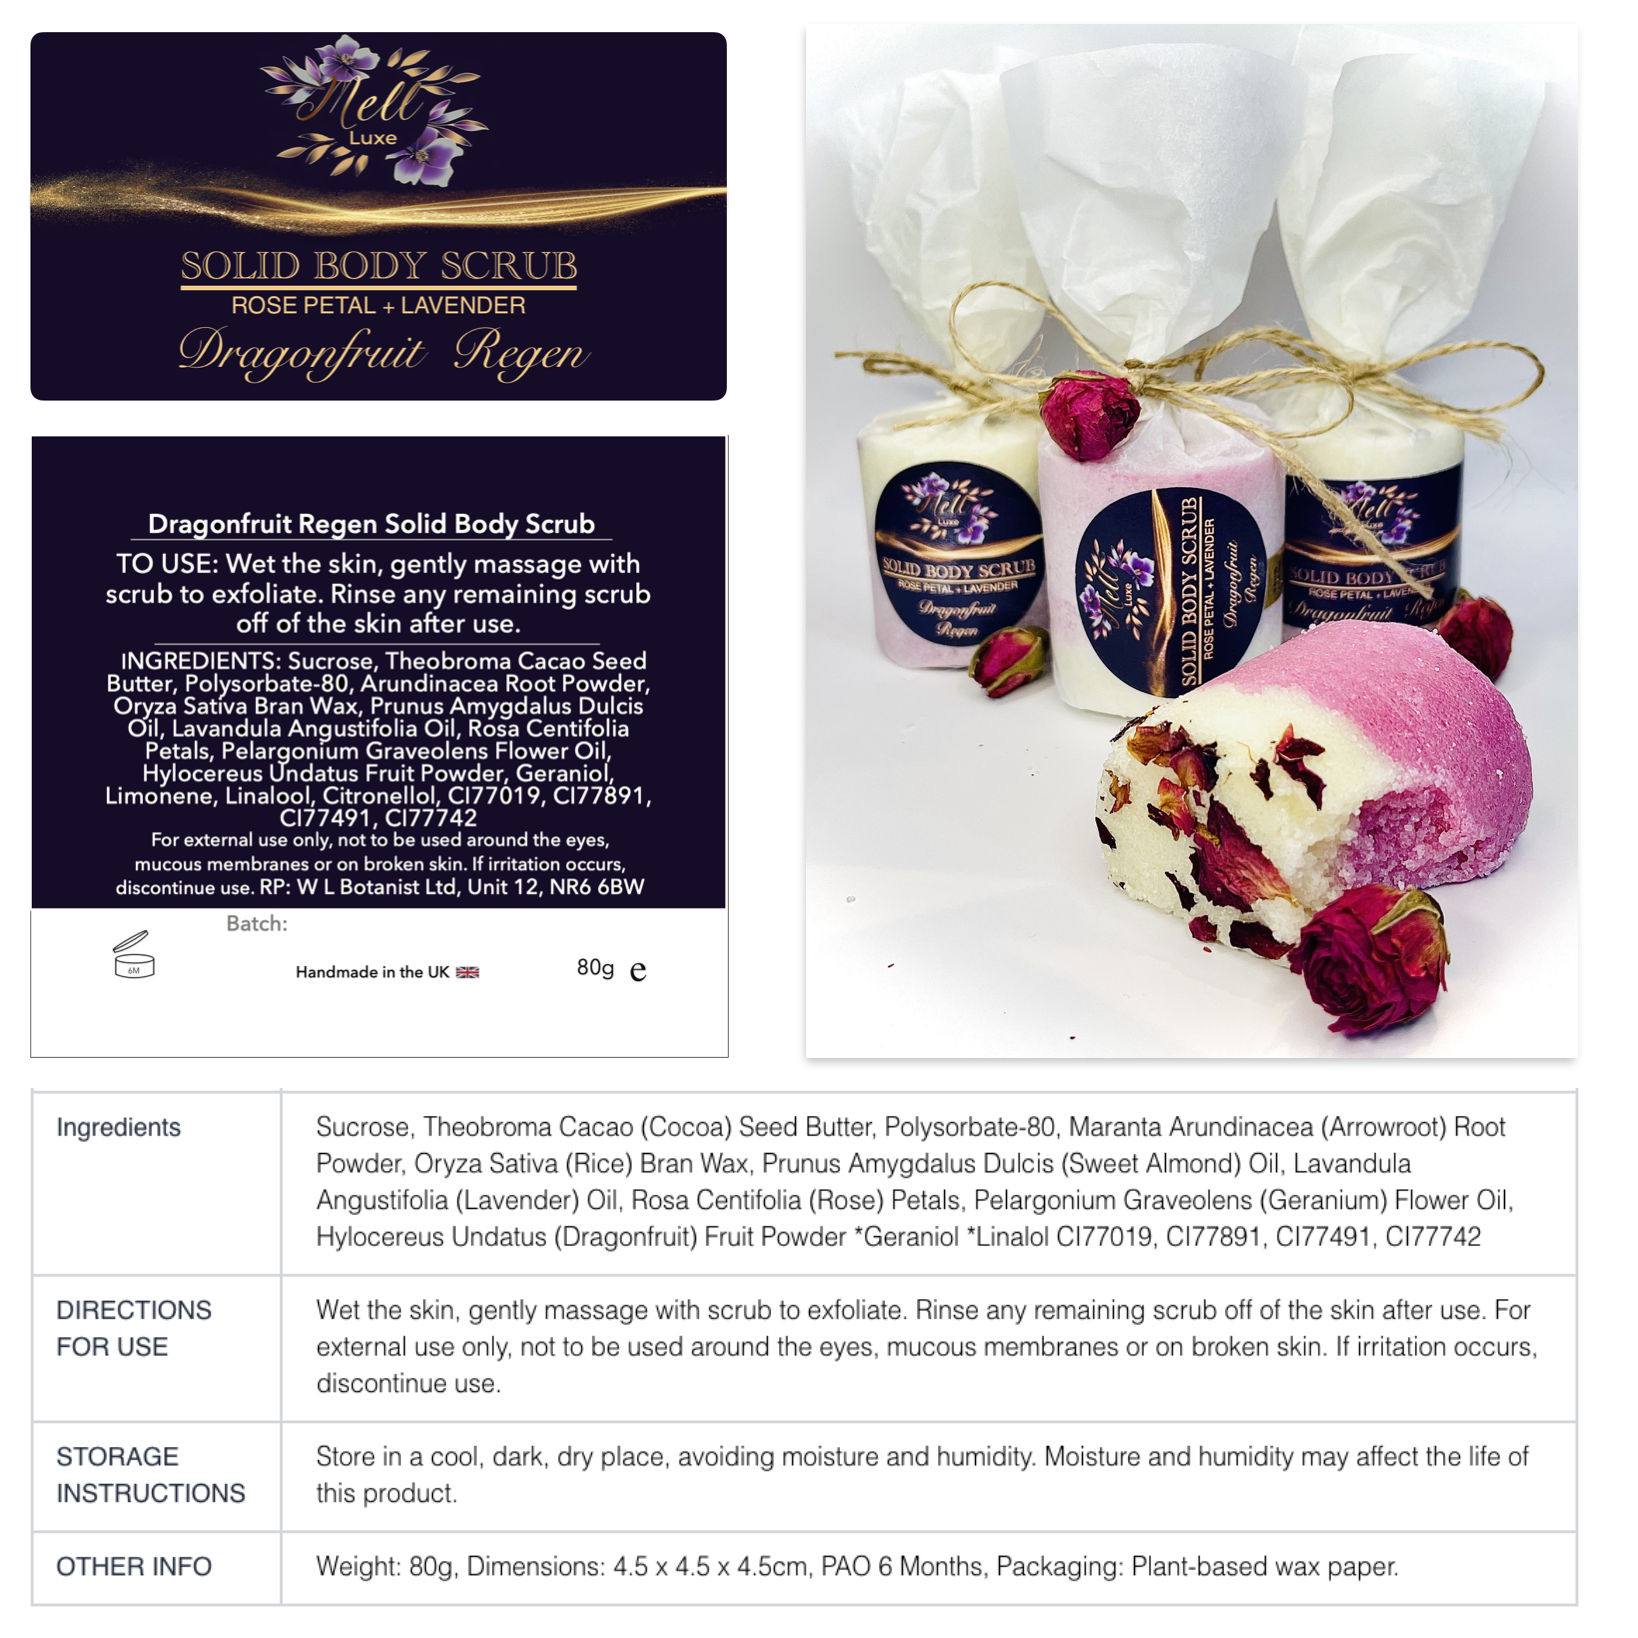 Mell
Luxe
SOLID BODY SCRUB
ROSE PETAL + LAVENDER
Dragonfruit Regen
Dragonfruit Regen Solid Body Scrub
TO USE: Wet the skin, gently massage with
scrub to exfoliate. Rinse any remaining scrub
off of the skin after use.
INGREDIENTS: Sucrose, Theobroma Cacao Seed
Butter, Polysorbate-80, Arundinacea Root Powder,
Oryza Sativa Bran Wax, Prunus Amygdalus Dulcis
Oil, Lavandula Angustifolia Oil, Rosa Centifolia
Petals, Pelargonium Graveolens Flower Oil,
Hylocereus Undatus Fruit Powder, Geraniol,
Limonene, Linalool, Citronellol, CI77019, CI77891,
CI77491, CI77742
For external use only, not to be used around the eyes,
mucous membranes or on broken skin. If irritation occurs,
discontinue use. RP: W L Botanist Ltd, Unit 12, NR6 6BW
Batch:
6M
Handmade in the UK
80g e
Mell
Luxe
SOLID BODY SCRUB
ROSE PETAL + LAVENDER
Dragonfruit
Regen
Mell
Luxe
SOLID BODY SCRUB
ROSE PETAL + LAVENDER
Dragonfruit
Regen
Mell
Luxe
SOLID BODY SCRUB
ROSE PETAL + LAVENDER
Dragonfruit Regen
Ingredients
Sucrose, Theobroma Cacao (Cocoa) Seed Butter, Polysorbate-80, Maranta Arundinacea (Arrowroot) Root
Powder, Oryza Sativa (Rice) Bran Wax, Prunus Amygdalus Dulcis (Sweet Almond) Oil, Lavandula
Angustifolia (Lavender) Oil, Rosa Centifolia (Rose) Petals, Pelargonium Graveolens (Geranium) Flower Oil,
Hylocereus Undatus (Dragonfruit) Fruit Powder *Geraniol *Linalol CI77019, CI77891, CI77491, CI77742
DIRECTIONS
FOR USE
Wet the skin, gently massage with scrub to exfoliate. Rinse any remaining scrub off of the skin after use. For
external use only, not to be used around the eyes, mucous membranes or on broken skin. If irritation occurs,
discontinue use.
STORAGE
INSTRUCTIONS
Store in a cool, dark, dry place, avoiding moisture and humidity. Moisture and humidity may affect the life of
this product.
OTHER INFO
Weight: 80g, Dimensions: 4.5 x 4.5 x 4.5cm, PAO 6 Months, Packaging: Plant-based wax paper.